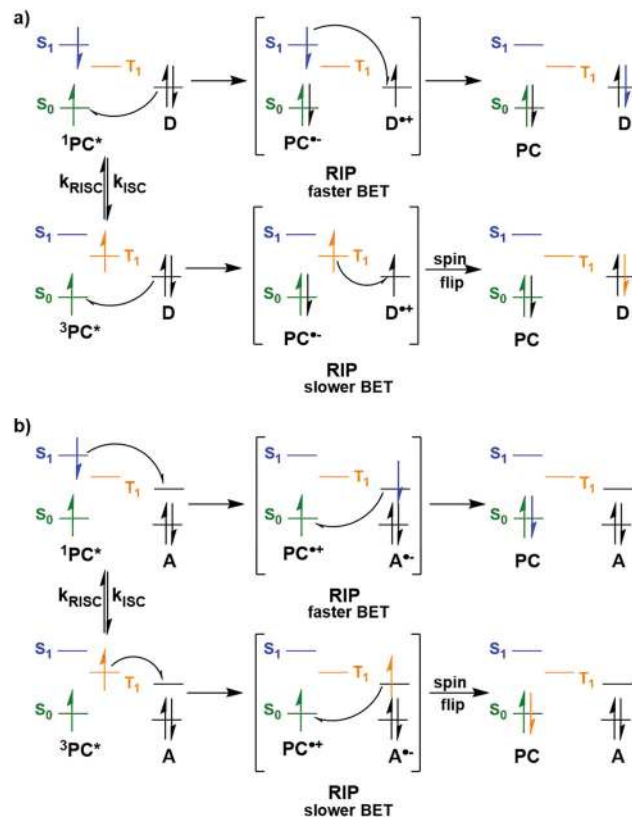 a)
S1 T1 S1 T1 S1 T1
S0 S0 S0
D
1PC* PC•- D•+ PC D
RIP
faster BET
kRISC kISC
S1 T1 S1 T1 spin S1 T1
S0 S0 flip S0
D
3PC* PC•- D•+ PC D
RIP
slower BET
b)
S1 T1 S1 T1 S1 T1
S0 S0 S0
1PC* A PC•+ A•- PC A
RIP
faster BET
kRISC kISC
S1 T1 S1 T1 spin S1 T1
S0 S0 flip S0
3PC* A PC•+ A•- PC A
RIP
slower BET